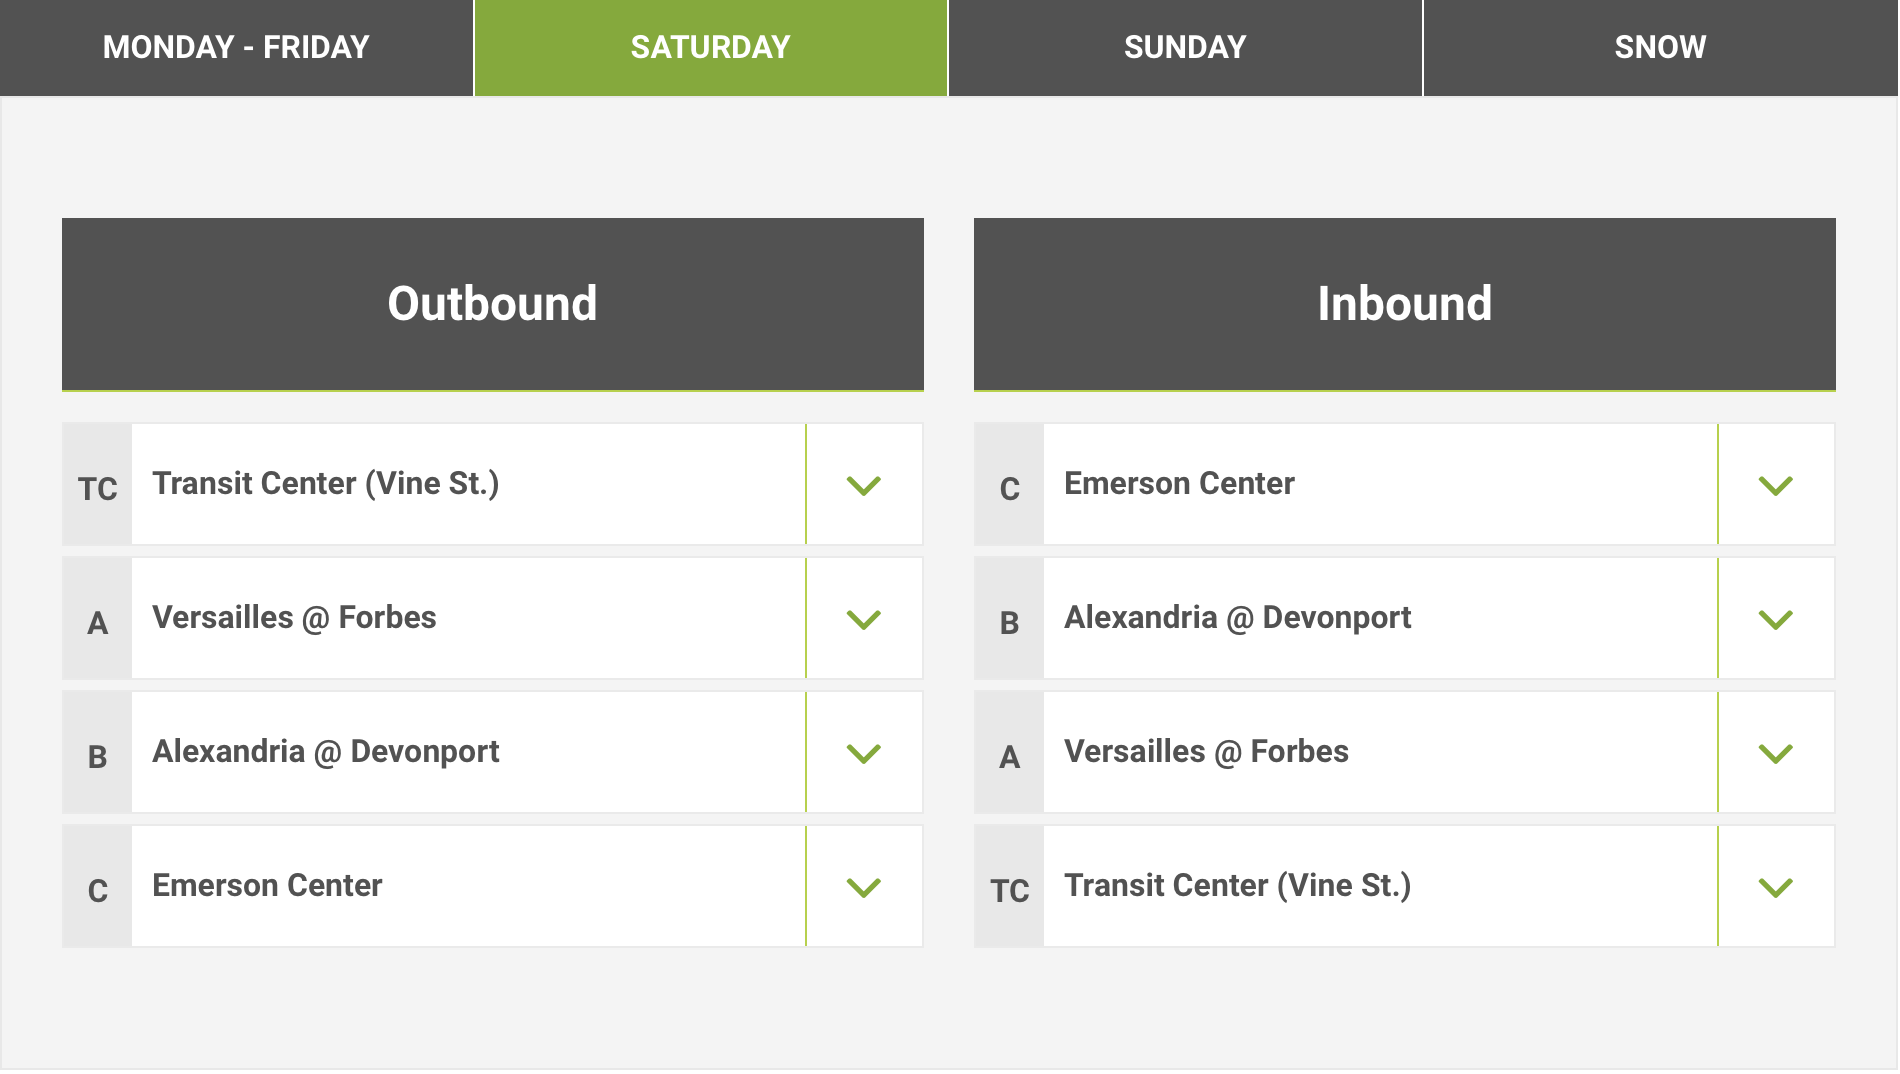 MONDAY - FRIDAY
SATURDAY
SUNDAY
SNOW
Outbound
TC
Transit Center (Vine St.)
A
Versailles @ Forbes
B
Alexandria @ Devonport
C
Emerson Center
Inbound
C
Emerson Center
B
Alexandria @ Devonport
A
Versailles @ Forbes
TC
Transit Center (Vine St.)